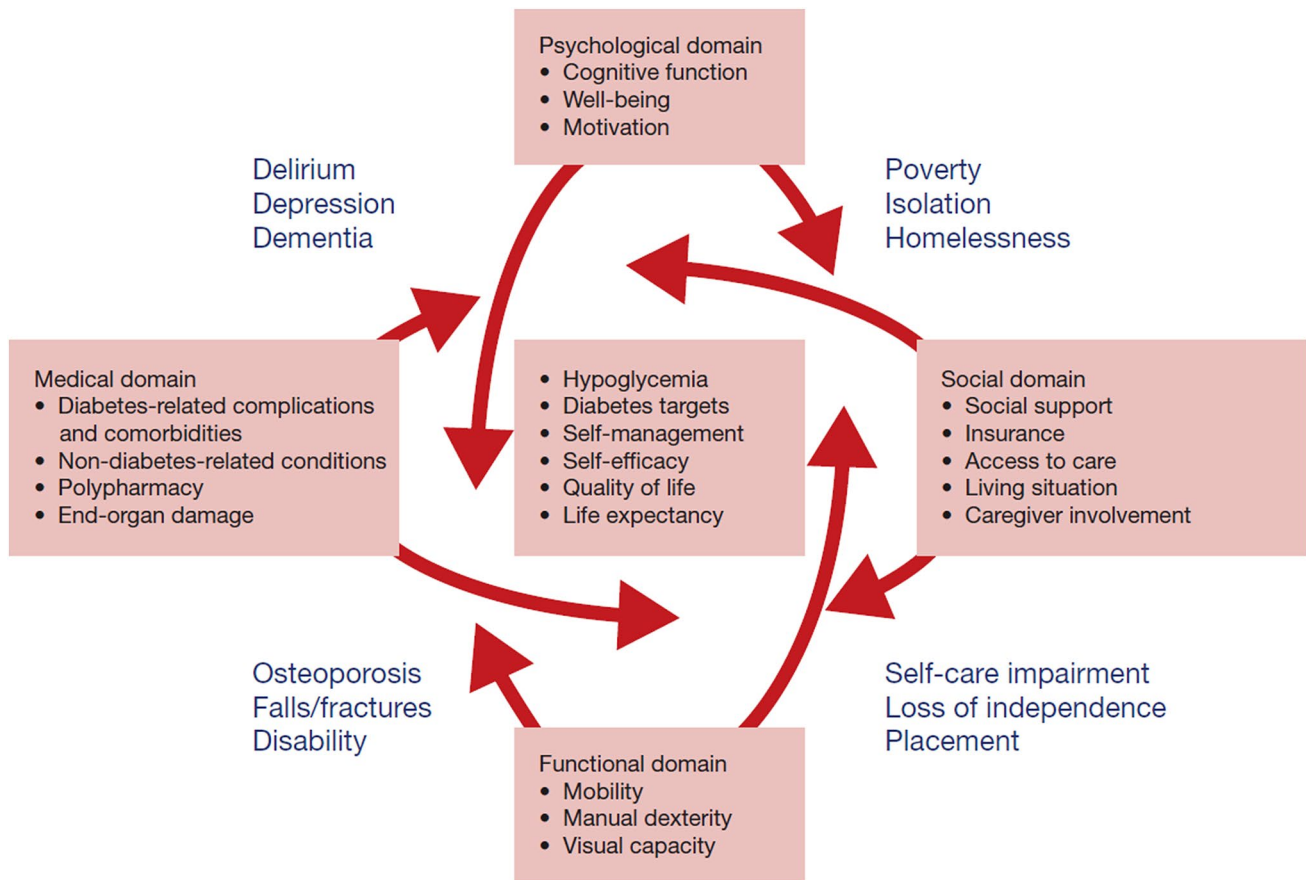 Psychological domain
• Cognitive function
• Well-being
• Motivation
Delirium
Depression
Dementia
Poverty
Isolation
Homelessness
Medical domain
• Diabetes-related complications
and comorbidities
• Non-diabetes-related conditions
• Polypharmacy
• End-organ damage
• Hypoglycemia
• Diabetes targets
• Self-management
• Self-efficacy
• Quality of life
• Life expectancy
Social domain
• Social support
• Insurance
• Access to care
• Living situation
• Caregiver involvement
Osteoporosis
Falls/fractures
Disability
Self-care impairment
Loss of independence
Placement
Functional domain
• Mobility
• Manual dexterity
• Visual capacity